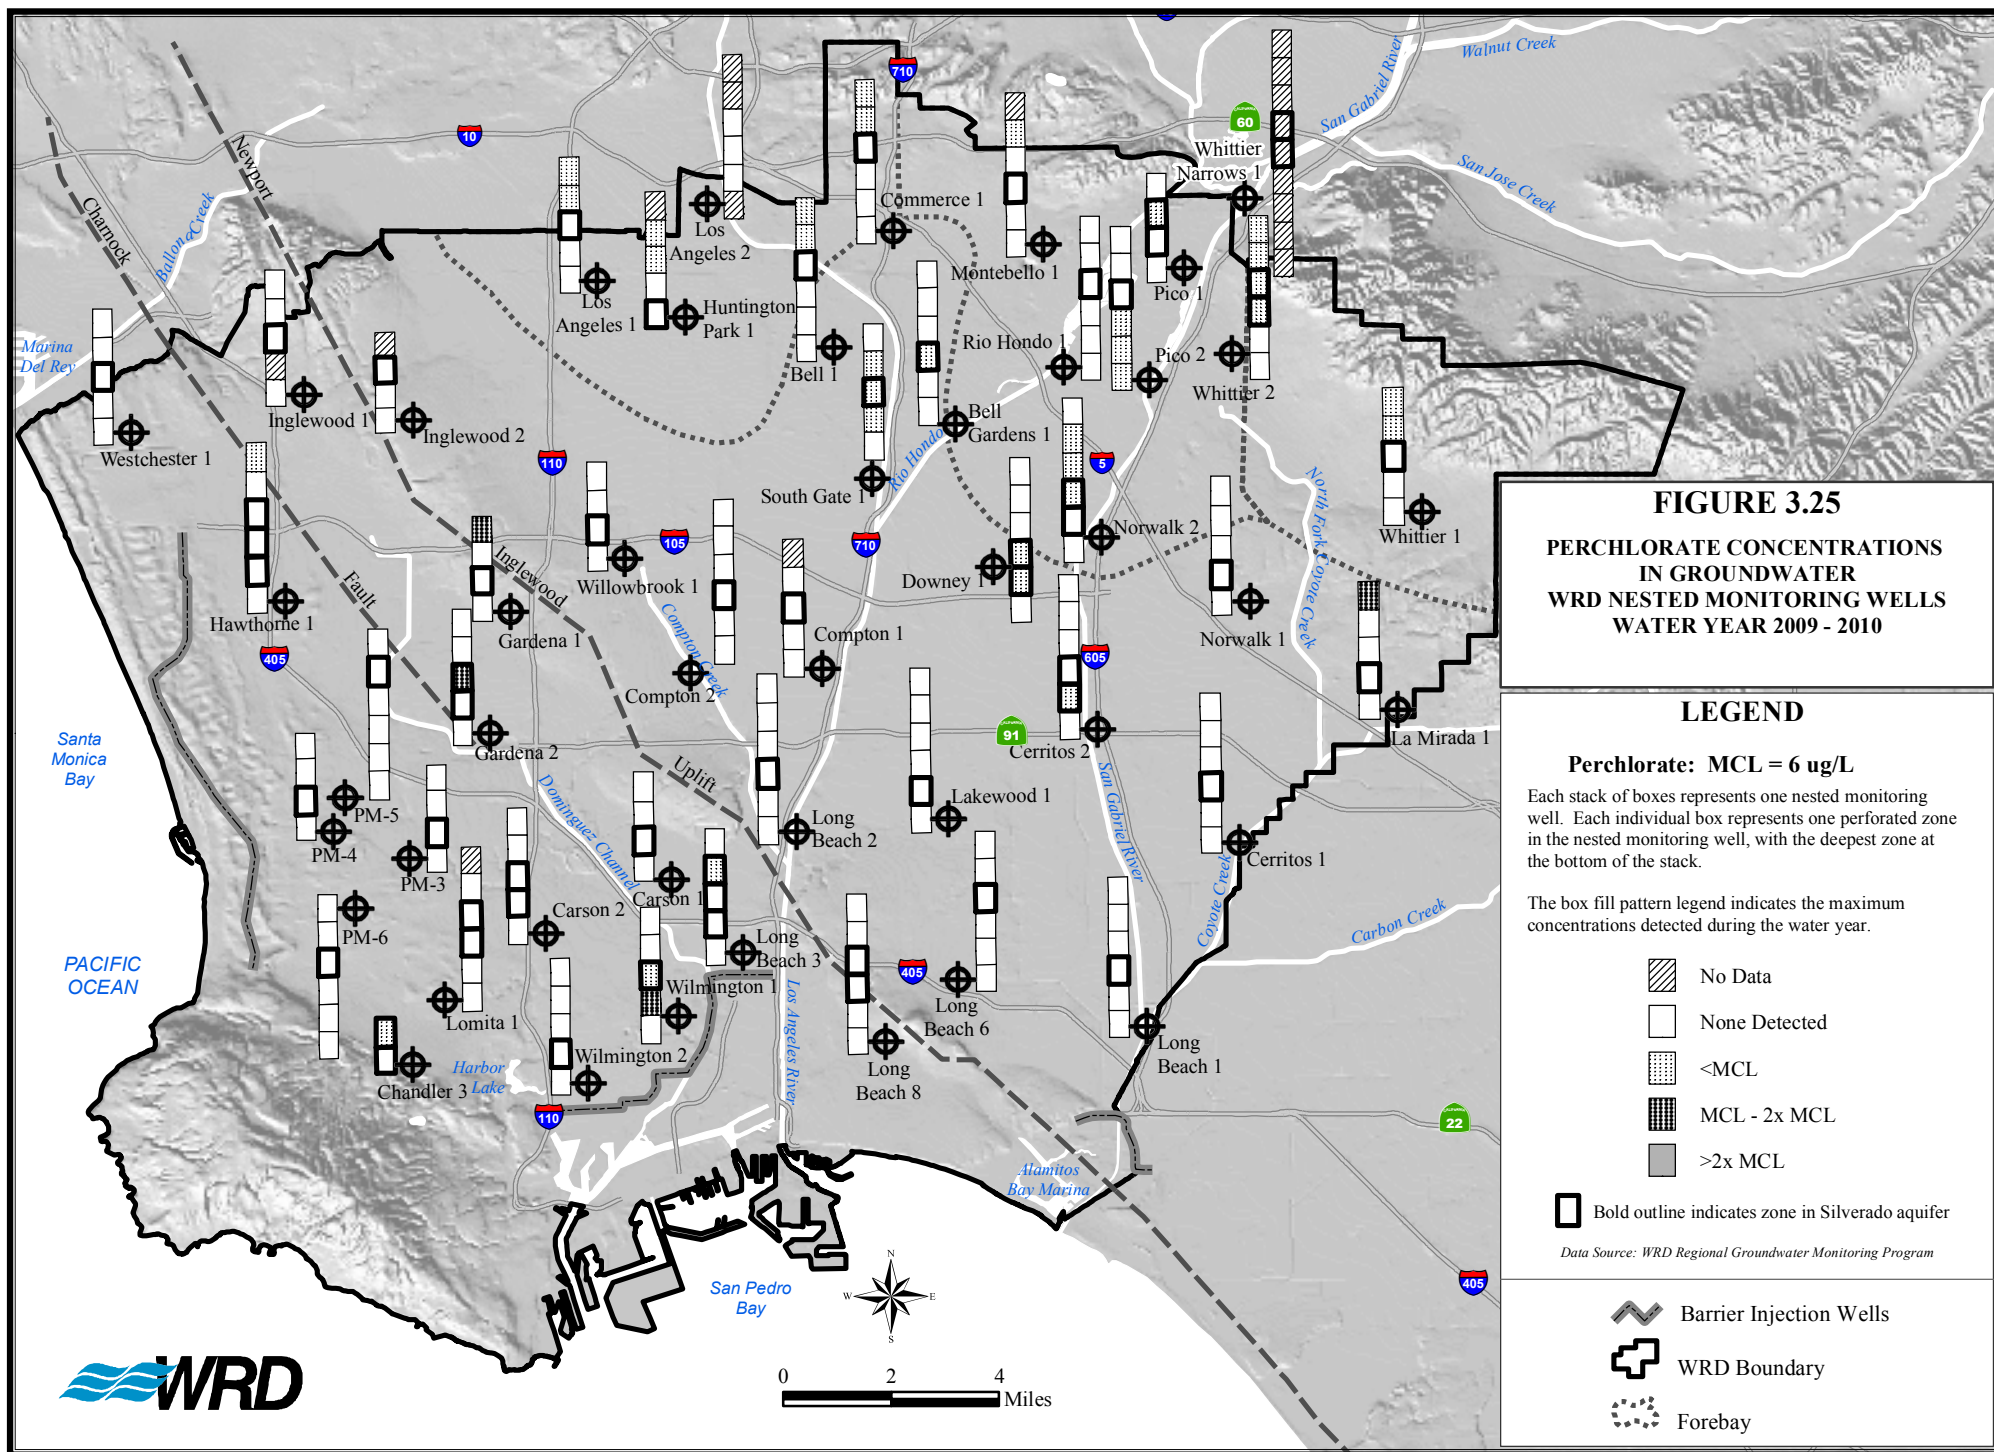 710
Walnut Creek
San Gabriel River
10
60
Whittier
Narrows 1
San Jose Creek
Newport
Charnock
Ballona Creek
Los
Angeles 2
Commerce 1
Montebello 1
Pico 1
Los
Angeles 1
Huntington
Park 1
Bell 1
Rio Hondo 1
Pico 2
Whittier 2
Marina
Del Rey
Inglewood 1
Inglewood 2
Westchester 1
Bell
Gardens 1
Rio Hondo
110
5
South Gate 1
North Fork Coyote Creek
Whittier 1
105
710
Norwalk 2
Downey 1
Willowbrook 1
Inglewood
Fault
Hawthorne 1
Gardena 1
Compton Creek
Compton 1
Norwalk 1
405
605
Compton 2
La Mirada 1
Gardena 2
91
Cerritos 2
Santa
Monica
Bay
Uplift
Dominguez Channel
San Gabriel River
PM-5
PM-4
PM-3
Long
Beach 2
Lakewood 1
Cerritos 1
Coyote Creek
Carbon Creek
Carson 1
Carson 2
PM-6
Long
Beach 3
405
PACIFIC
OCEAN
Lomita 1
Wilmington 1
Los Angeles River
Long
Beach 6
Long
Beach 1
Long
Beach 8
Wilmington 2
Harbor
Lake
Chandler 3
110
22
Alamitos
Bay Marina
San Pedro
Bay
N
W
E
S
405
WRD
0 2 4
Miles
FIGURE 3.25
PERCHLORATE CONCENTRATIONS
IN GROUNDWATER
WRD NESTED MONITORING WELLS
WATER YEAR 2009 - 2010
LEGEND
Perchlorate: MCL = 6 ug/L
Each stack of boxes represents one nested monitoring
well. Each individual box represents one perforated zone
in the nested monitoring well, with the deepest zone at
the bottom of the stack.
The box fill pattern legend indicates the maximum
concentrations detected during the water year.
No Data
None Detected
<MCL
MCL - 2x MCL
>2x MCL
Bold outline indicates zone in Silverado aquifer
Data Source: WRD Regional Groundwater Monitoring Program
Barrier Injection Wells
WRD Boundary
Forebay